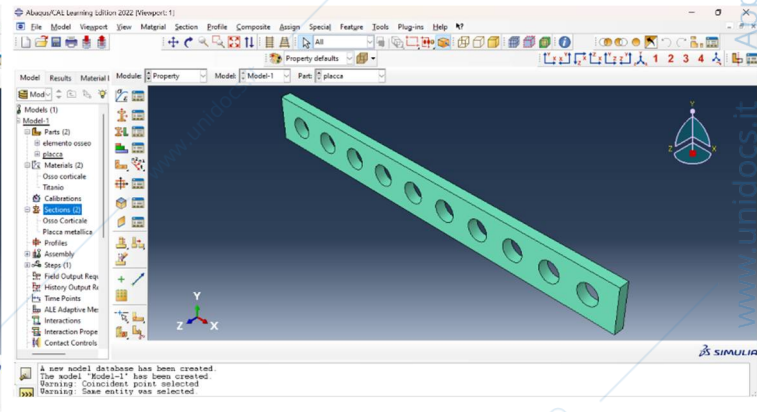 Abaqus/CAE Learning Edition 2022 [Viewport: 1]
File Model Viewport View Material Section Profile Composite Assign Special Feature Tools Plug-ins Help
All
Property defaults
1 2 3 4
Model Results Material Module: Property Model: Model-1 Part: placca
Models (1)
Model-1
Parts (2)
elemento osseo
placca
Materials (2)
Osso corticale
Titanio
Calibrations
Sections (2)
Osso Corticale
Placca metallica
Profiles
Assembly
Steps (1)
Field Output Requ
History Output Re
Time Points
ALE Adaptive Me
Interactions
Interaction Prope
Contact Controls
Y
Z X
Y
Z X
SIMULIA
A new model database has been created.
The model "Model-1" has been created.
Warning: Coincident point selected
Warning: Same entity was selected.
www.unidocs.it